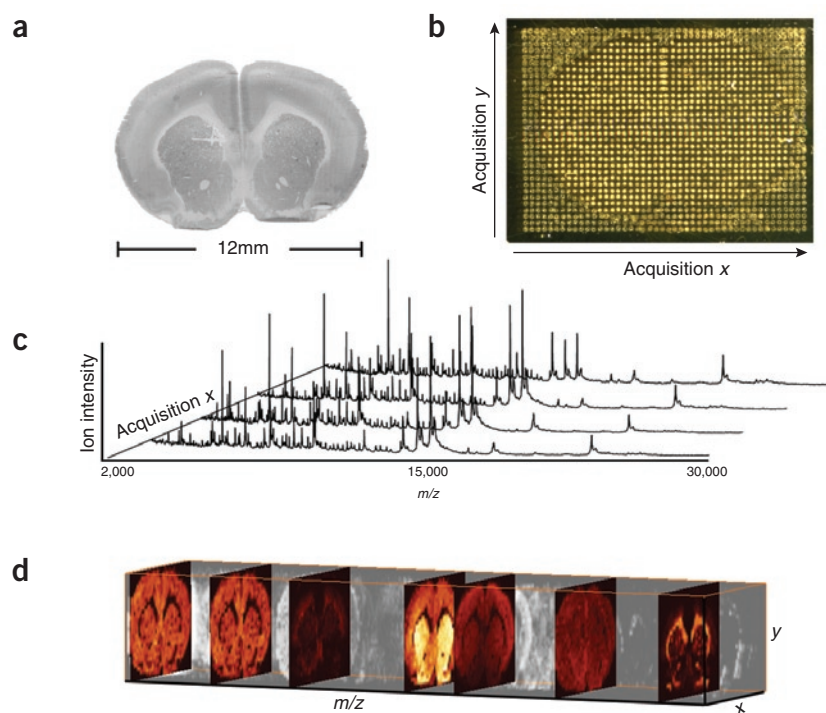 a
12mm
b
Acquisition y
Acquisition x
c
Ion intensity
Acquisition x
2,000
15,000
30,000
m/z
d
m/z
x
y